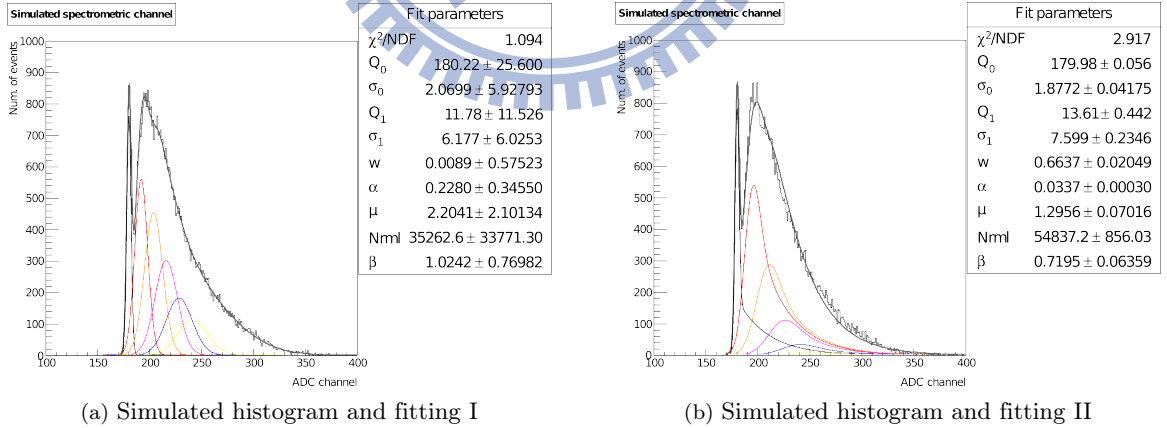 Simulated spectrometric channel
Num. of events
1000
900
800
700
600
500
400
300
200
100
0
100
150
200
250
300
350
400
ADC channel
Fit parameters
χ²/NDF 1.094
Q₀ 180.22 ± 25.600
σ₀ 2.0699 ± 5.92793
Q₁ 11.78 ± 11.526
σ₁ 6.177 ± 6.0253
w 0.0089 ± 0.57523
α 0.2280 ± 0.34550
μ 2.2041 ± 2.10134
Nrml 35262.6 ± 33771.30
β 1.0242 ± 0.76982
(a) Simulated histogram and fitting I
Simulated spectrometric channel
Num. of events
1000
900
800
700
600
500
400
300
200
100
0
100
150
200
250
300
350
400
ADC channel
Fit parameters
χ²/NDF 2.917
Q₀ 179.98 ± 0.056
σ₀ 1.8772 ± 0.04175
Q₁ 13.61 ± 0.442
σ₁ 7.599 ± 0.2346
w 0.6637 ± 0.02049
α 0.0337 ± 0.00030
μ 1.2956 ± 0.07016
Nrml 54837.2 ± 856.03
β 0.7195 ± 0.06359
(b) Simulated histogram and fitting II